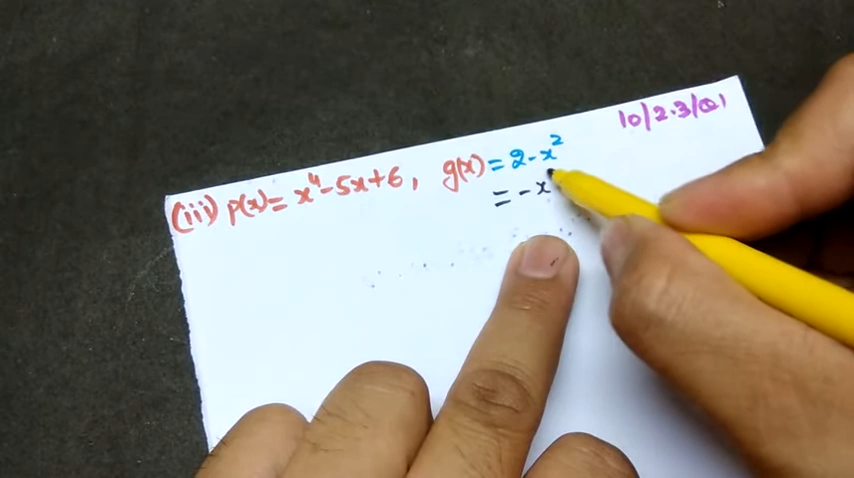 10/2.3/Q1
(iii) p(x) = x⁴ - 5x + 6, g(x) = 2 - x²
= -x